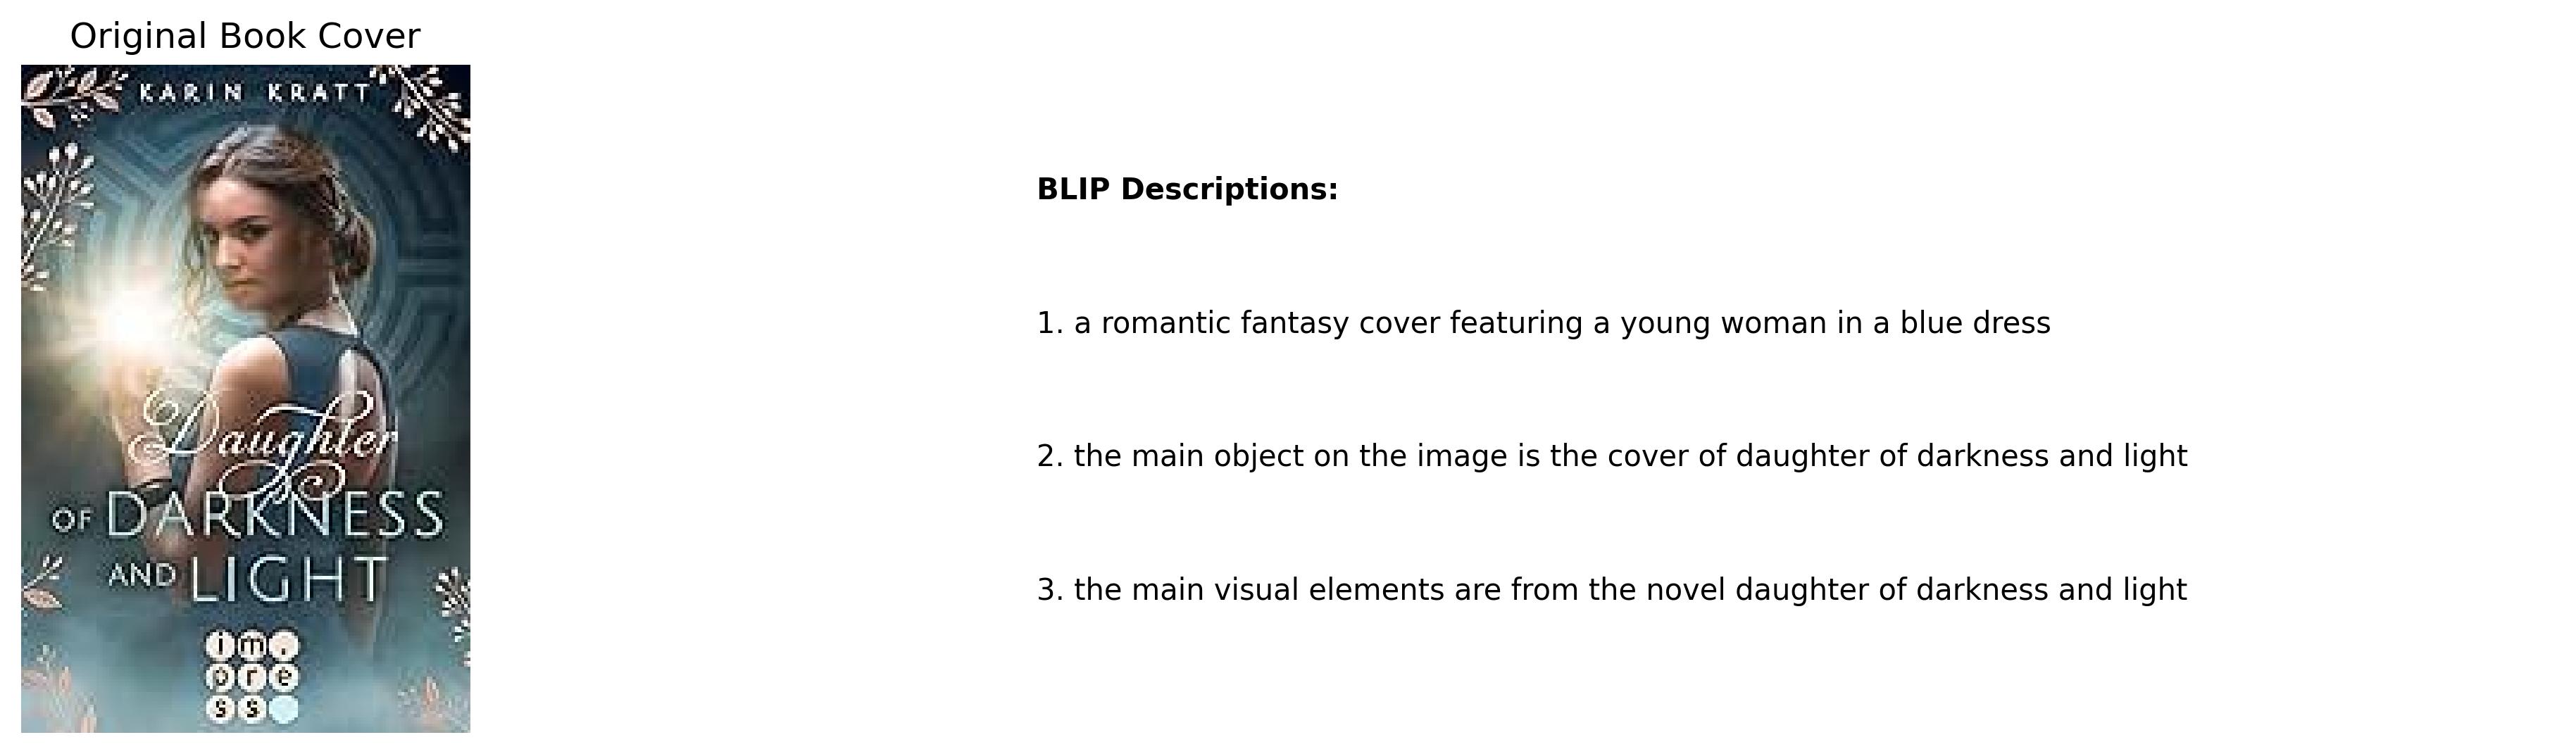 Original Book Cover
KARIN KRATT
Daughter
OF DARKNESS
AND LIGHT
im.
pre
ss
BLIP Descriptions:
1. a romantic fantasy cover featuring a young woman in a blue dress
2. the main object on the image is the cover of daughter of darkness and light
3. the main visual elements are from the novel daughter of darkness and light